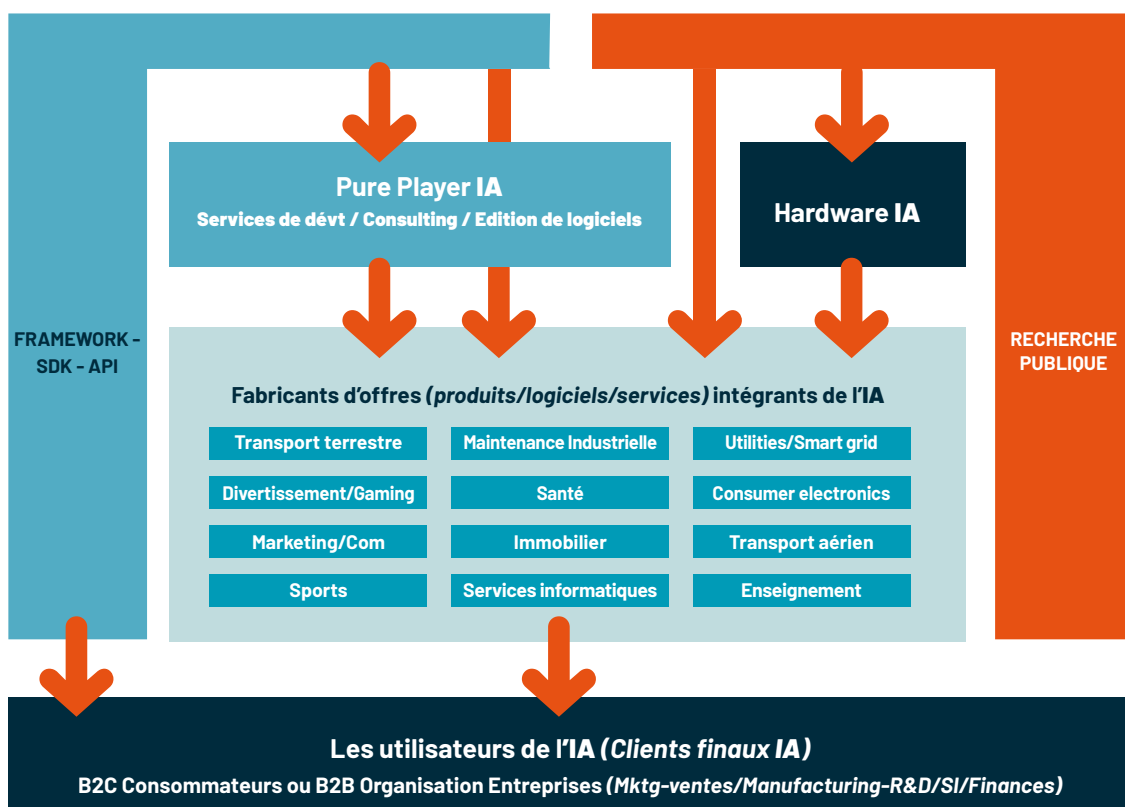 Pure Player IA
Services de dévt / Consulting / Edition de logiciels
Hardware IA
FRAMEWORK -
SDK - API
RECHERCHE
PUBLIQUE
Fabricants d'offres (produits/logiciels/services) intégrants de l'IA
Transport terrestre
Maintenance Industrielle
Utilities/Smart grid
Divertissement/Gaming
Santé
Consumer electronics
Marketing/Com
Immobilier
Transport aérien
Sports
Services informatiques
Enseignement
Les utilisateurs de l'IA (Clients finaux IA)
B2C Consommateurs ou B2B Organisation Entreprises (Mktg-ventes/Manufacturing-R&D/SI/Finances)